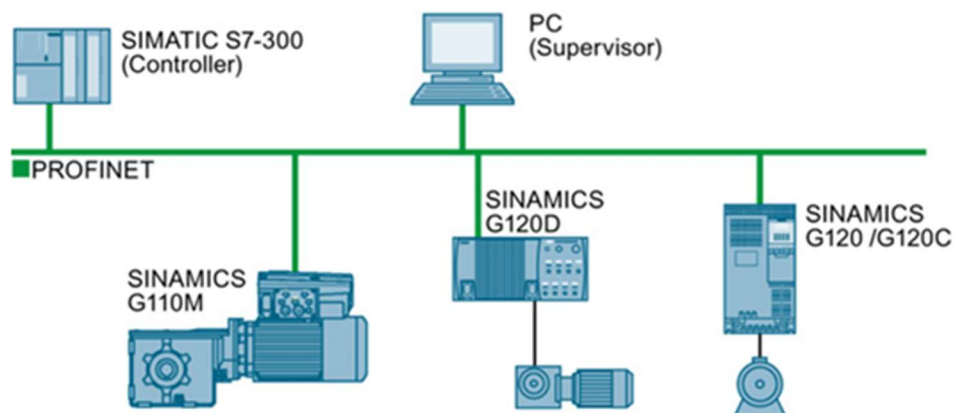 SIMATIC S7-300
(Controller)
PC
(Supervisor)
PROFINET
SINAMICS
G110M
SINAMICS
G120D
SINAMICS
G120 /G120C